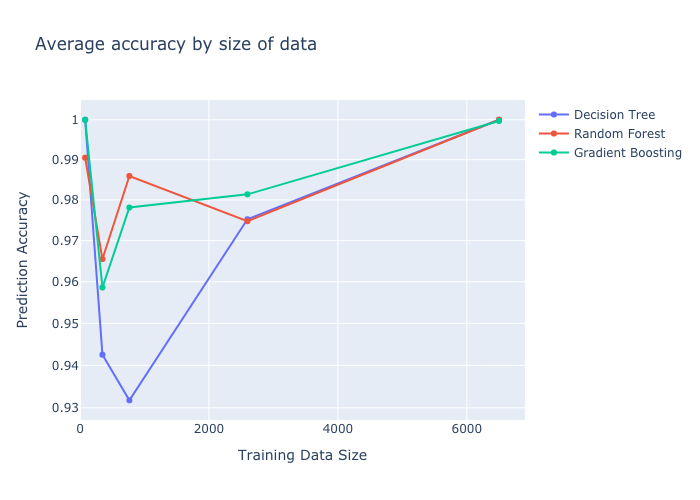 Average accuracy by size of data
Decision Tree
Random Forest
Gradient Boosting
Prediction Accuracy
1
0.99
0.98
0.97
0.96
0.95
0.94
0.93
0
2000
4000
6000
Training Data Size